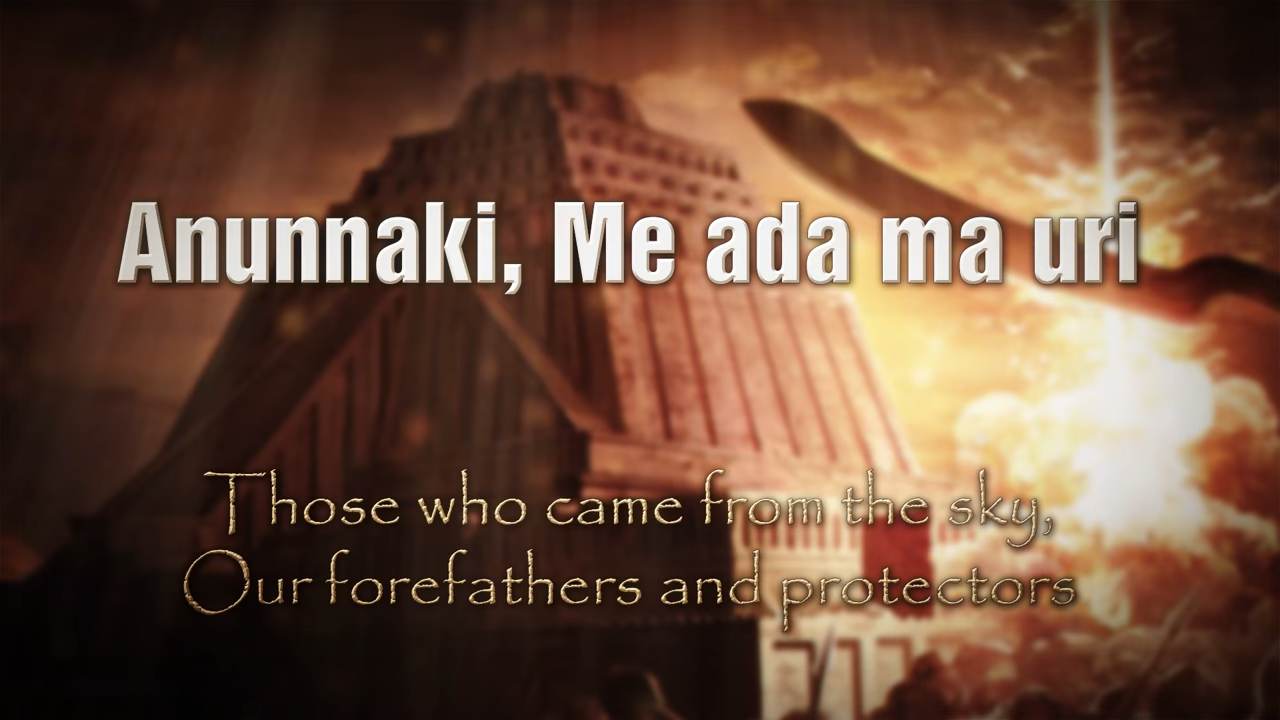 Anunnaki, Me ada ma uri
Those who came from the sky,
Our forefathers and protectors